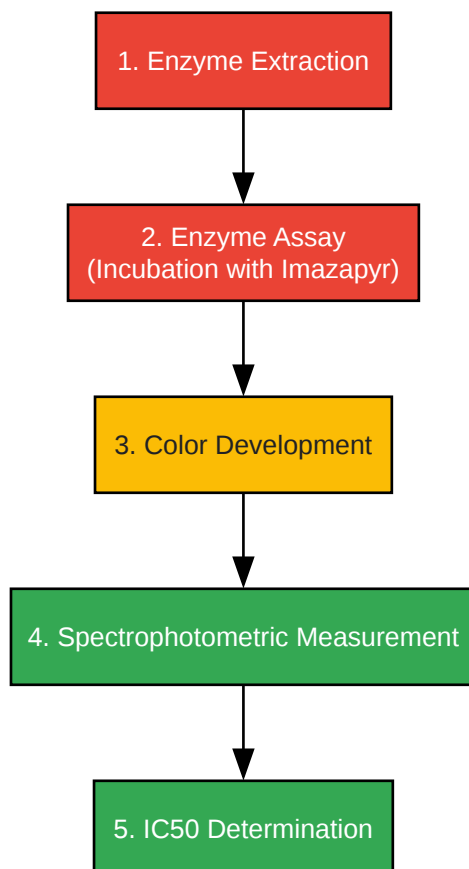 1. Enzyme Extraction
2. Enzyme Assay
(Incubation with Imazapyr)
3. Color Development
4. Spectrophotometric Measurement
5. IC50 Determination